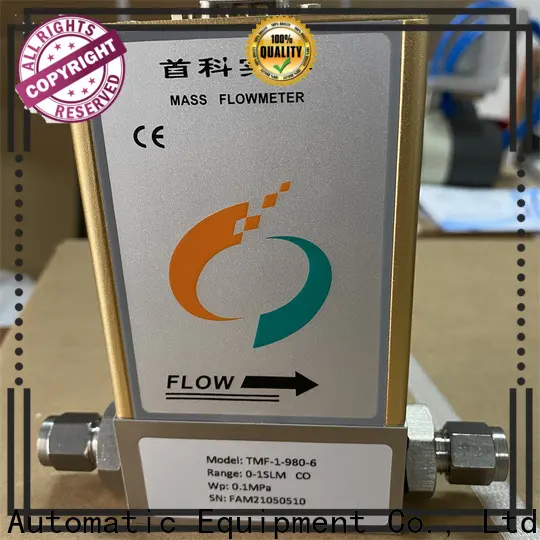 ALL RIGHTS
COPYRIGHT
RESERVED
100%
QUALITY
首科实
MASS FLOWMETER
CE
FLOW
Model: TMF-1-980-6
Range: 0-1SLM CO
Wp: 0.1MPa
SN: FAM21050510
Automatic Equipment Co., Ltd